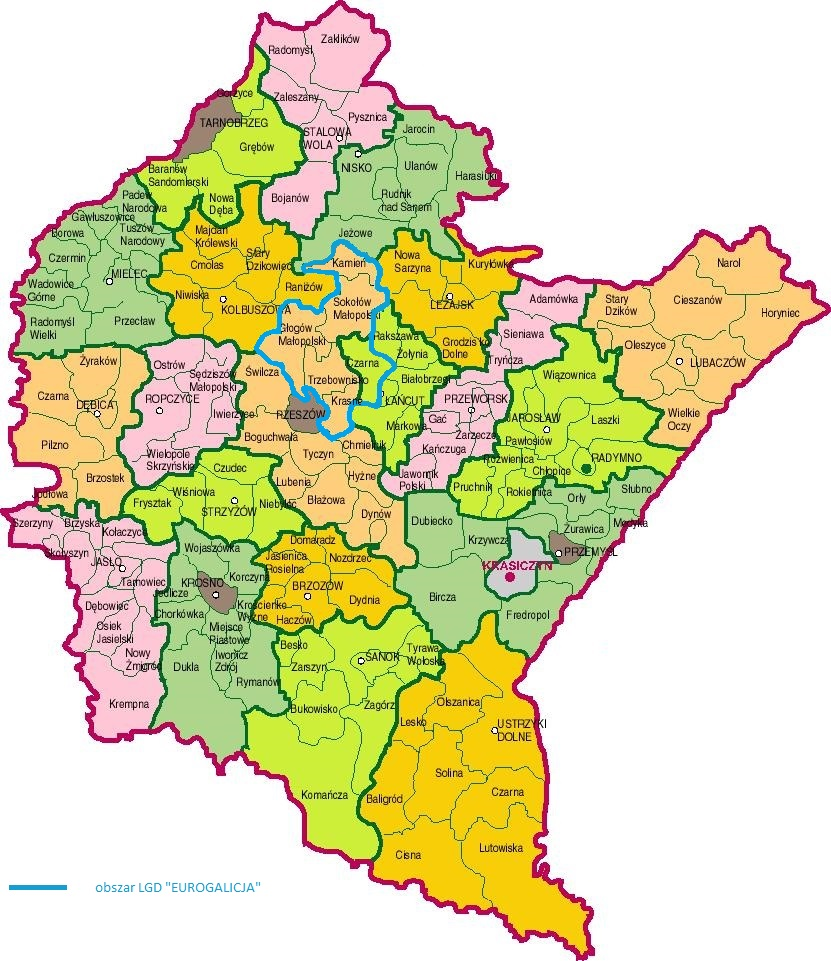 Zaklików
Radomyśl
Gorzyce
Zaleszany
Pysznica
TARNOBRZEG
STALOWA
WOLA
Jarocin
Grębów
NISKO
Ulanów
Harasiuki
Baranów
Sandomierski
Padew
Narodowa
Nowa
Dęba
Bojanów
Rudnik
nad Sanem
Gawłuszowice
Borowa
Tuszów
Narodowy
Majdan
Królewski
Jeżowe
Czermin
Cmolas
Stary
Dzikowiec
Kamień
Nowa
Sarzyna
Kuryłówka
Narol
MIELEC
Wadowice
Górne
Niwiska
Raniżów
KOLBUSZOWA
Sokołów
Małopolski
LEŻAJSK
Adamówka
Stary
Dzików
Cieszanów
Horyniec
Radomyśl
Wielki
Przecław
Głogów
Małopolski
Rakszawa
Grodzisko
Dolne
Sieniawa
Oleszyce
LUBACZÓW
Żyraków
Ostrów
Sędziszów
Małopolski
Świlcza
Czarna
Żołynia
Tryńcza
Wiązownica
Czarna
DĘBICA
ROPCZYCE
Iwierzyce
Trzebownisko
Krasne
Białobrzegi
ŁAŃCUT
PRZEWORSK
Wielkie
Oczy
RZESZÓW
Gać
JAROSŁAW
Laszki
Pilzno
Boguchwała
Markowa
Zarzecze
Pawłosiów
Wielopole
Skrzyńskie
Tyczyn
Chmielnik
Kańczuga
Roźwienica
Chłopice
RADYMNO
Brzostek
Czudec
Lubenia
Hyżne
Jawornik
Polski
Pruchnik
Rokietnica
Orły
Stubno
Jodłowa
Frysztak
Wiśniowa
STRZYŻÓW
Niebylec
Błażowa
Dynów
Szerzyny
Brzyska
Kołaczyce
Dubiecko
Krzywcza
Żurawica
Medyka
Skołyszyn
JASŁO
Wojaszówka
Domaradz
Jasienica
Rosielna
Nozdrzec
KRASICZYN
PRZEMYŚL
Tarnowiec
Jedlicze
KROSNO
Korczyna
BRZOZÓW
Dębowiec
Chorkówka
Krościenko
Wyżne
Haczów
Dydnia
Bircza
Fredropol
Osiek
Jasielski
Miejsce
Piastowe
Nowy
Żmigród
Dukla
Iwonicz
Zdrój
Besko
Zarszyn
SANOK
Tyrawa
Wołoska
Rymanów
Krempna
Bukowisko
Zagórz
Lesko
Olszanica
USTRZYKI
DOLNE
Komańcza
Baligród
Solina
Czarna
Cisna
Lutowiska
obszar LGD "EUROGALICJA"